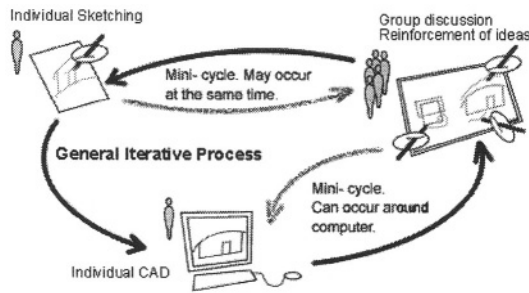 Individual Sketching
Group discussion
Reinforcement of ideas
Mini- cycle. May occur
at the same time.
General Iterative Process
Mini- cycle.
Can occur around
computer.
Individual CAD